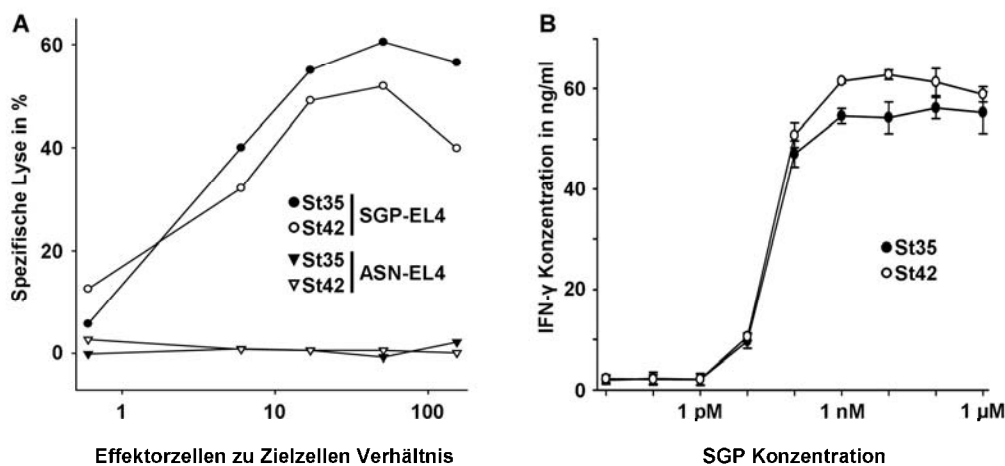 A
Spezifische Lyse in %
60
40
20
0
1
10
100
St35
St42
SGP-EL4
St35
St42
ASN-EL4
Effektorzellen zu Zielzellen Verhältnis
B
IFN-γ Konzentration in ng/ml
80
60
40
20
0
1 pM
1 nM
1 µM
St35
St42
SGP Konzentration